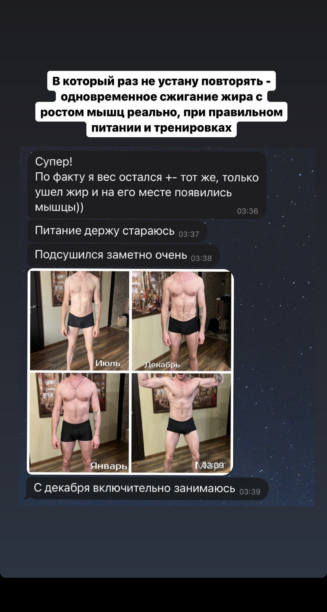 В который раз не устану повторять -
одновременное сжигание жира с
ростом мышц реально, при правильном
питании и тренировках
Супер!
По факту я вес остался +- тот же, только
ушел жир и на его месте появились
мышцы))
03:36
Питание держу стараюсь 03:37
Подсушился заметно очень 03:38
Июль
Декабрь
Январь
03:39
С декабря включительно занимаюсь 03:39